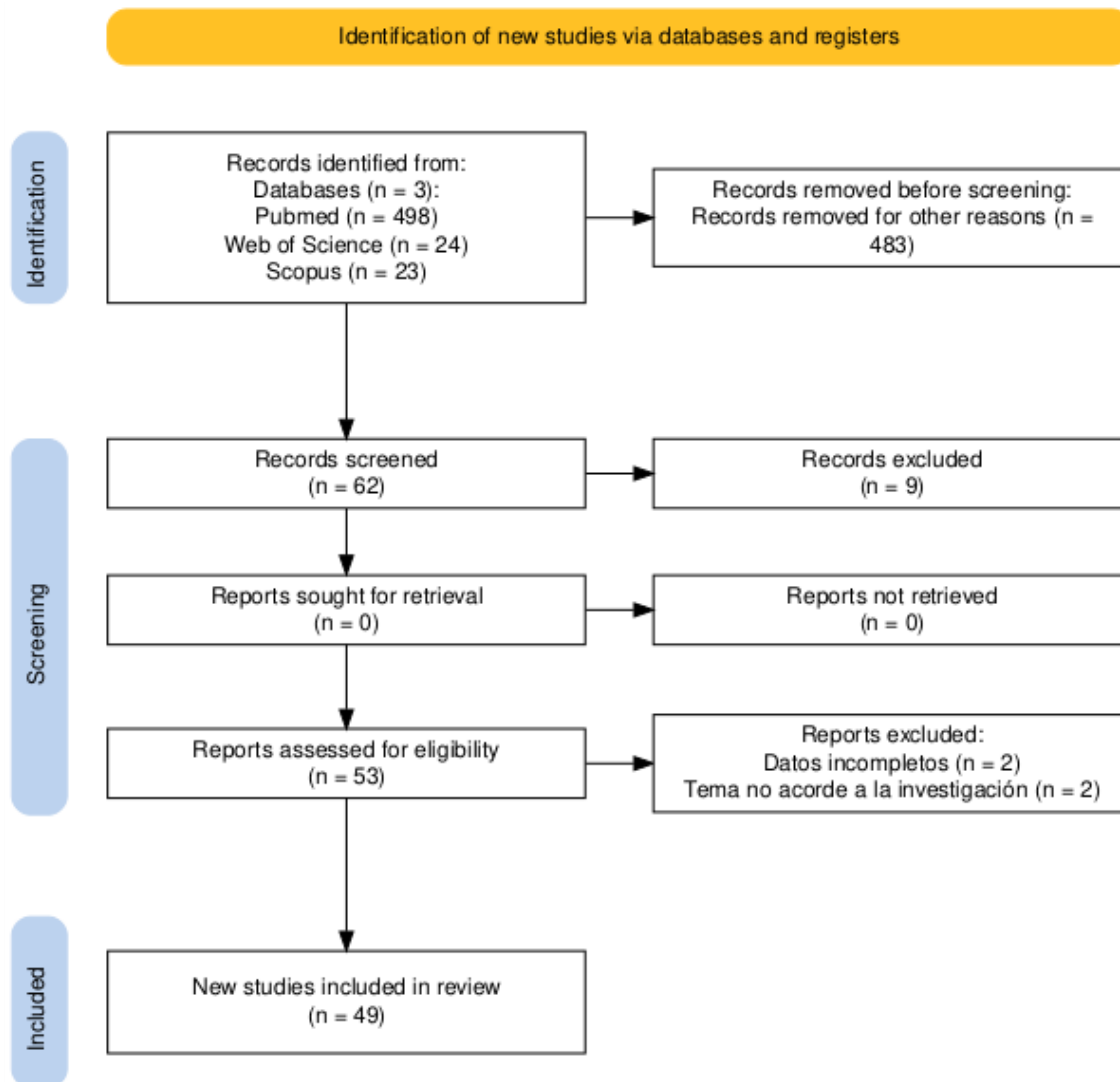 Identification of new studies via databases and registers
Identification
Records identified from:
Databases (n = 3):
Pubmed (n = 498)
Web of Science (n = 24)
Scopus (n = 23)
Records removed before screening:
Records removed for other reasons (n =
483)
Screening
Records screened
(n = 62)
Records excluded
(n = 9)
Reports sought for retrieval
(n = 0)
Reports not retrieved
(n = 0)
Reports assessed for eligibility
(n = 53)
Reports excluded:
Datos incompletos (n = 2)
Tema no acorde a la investigación (n = 2)
Included
New studies included in review
(n = 49)